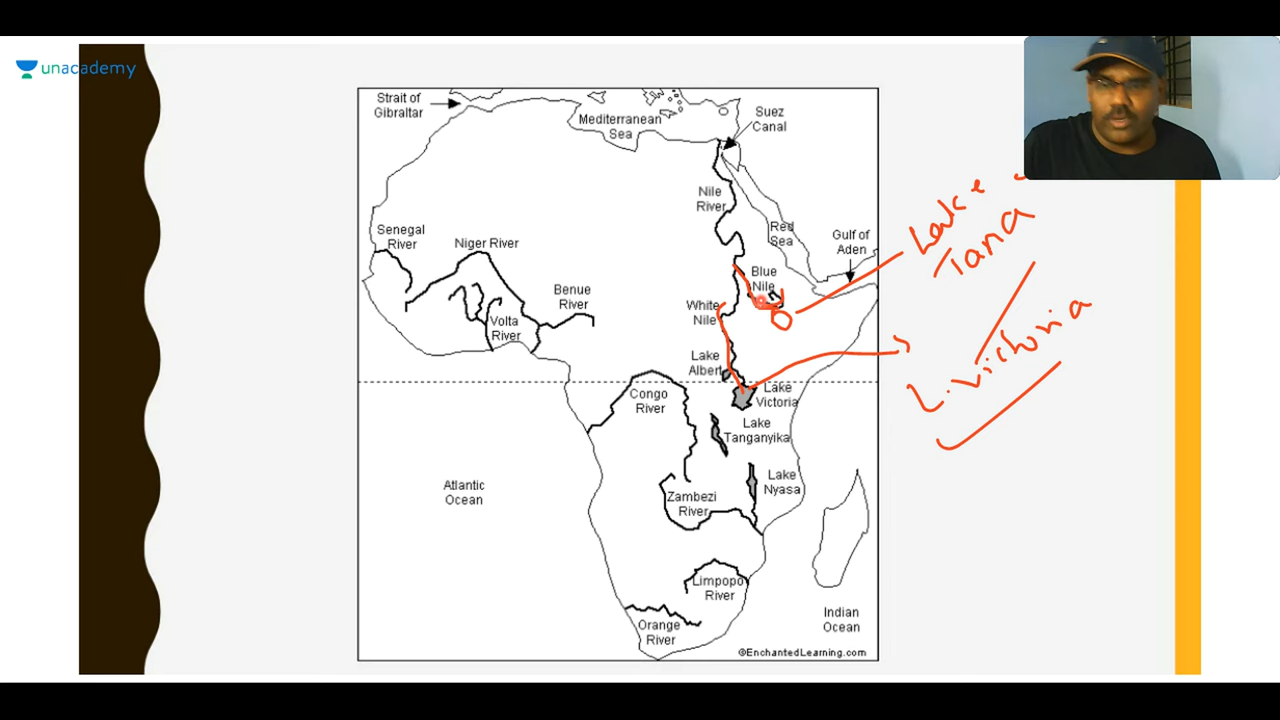 unacademy
Strait of
Gibraltar
Mediterranean
Sea
Suez
Canal
Nile
River
Red
Sea
Gulf of
Aden
Lake
Tana
Senegal
River
Niger River
Benue
River
Volta
River
Blue
Nile
White
Nile
Lake
Albert
L. Victoria
Congo
River
Lake
Victoria
Lake
Tanganyika
Atlantic
Ocean
Zambezi
River
Lake
Nyasa
Limpopo
River
Orange
River
Indian
Ocean
©EnchantedLearning.com